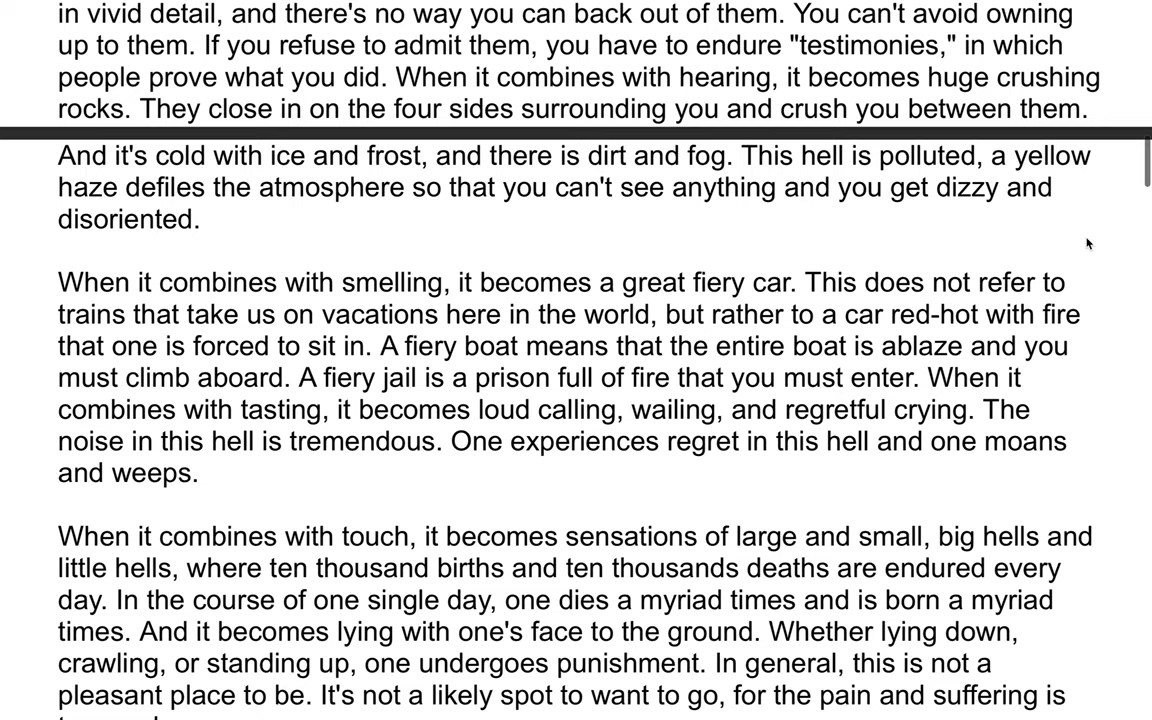 in vivid detail, and there's no way you can back out of them. You can't avoid owning
up to them. If you refuse to admit them, you have to endure "testimonies," in which
people prove what you did. When it combines with hearing, it becomes huge crushing
rocks. They close in on the four sides surrounding you and crush you between them.
And it's cold with ice and frost, and there is dirt and fog. This hell is polluted, a yellow
haze defiles the atmosphere so that you can't see anything and you get dizzy and
disoriented.
When it combines with smelling, it becomes a great fiery car. This does not refer to
trains that take us on vacations here in the world, but rather to a car red-hot with fire
that one is forced to sit in. A fiery boat means that the entire boat is ablaze and you
must climb aboard. A fiery jail is a prison full of fire that you must enter. When it
combines with tasting, it becomes loud calling, wailing, and regretful crying. The
noise in this hell is tremendous. One experiences regret in this hell and one moans
and weeps.
When it combines with touch, it becomes sensations of large and small, big hells and
little hells, where ten thousand births and ten thousands deaths are endured every
day. In the course of one single day, one dies a myriad times and is born a myriad
times. And it becomes lying with one's face to the ground. Whether lying down,
crawling, or standing up, one undergoes punishment. In general, this is not a
pleasant place to be. It's not a likely spot to want to go, for the pain and suffering is